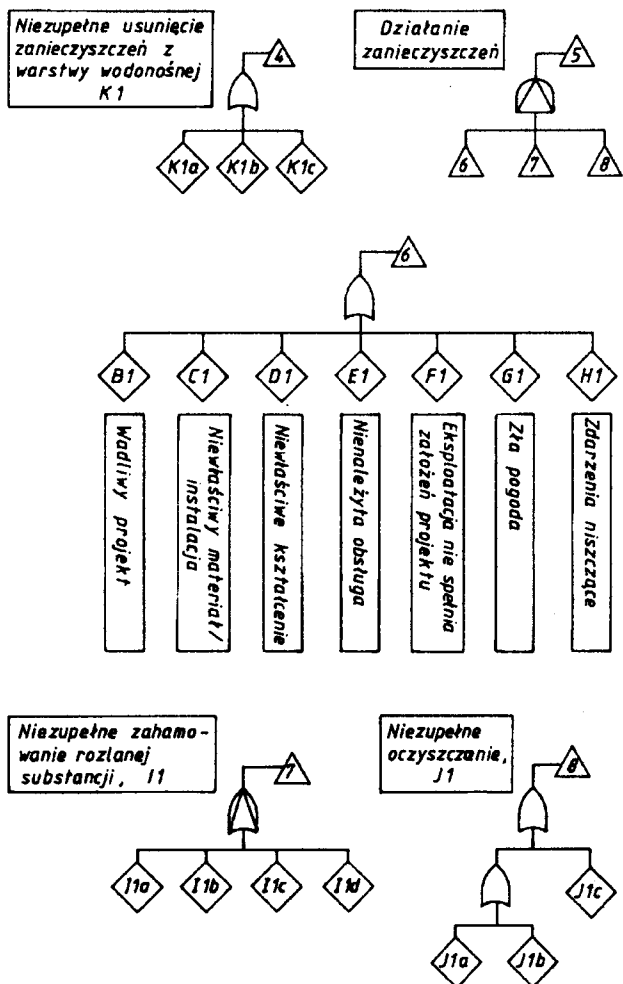 Niezupełne usunięcie
zanieczyszczeń z
warstwy wodonośnej
K1
4
K1a
K1b
K1c
Działanie
zanieczyszczeń
5
6
7
8
6
B1
C1
D1
E1
F1
G1
H1
Wadliwy projekt
Niewłaściwy materiał/
instalacja
Niewłaściwe kształcenie
Nienależyta obsługa
Eksploatacja nie spełnia
założeń projektu
Zła pogoda
Zdarzenia niszczące
Niezupełne zahamo-
wanie rozlanej
substancji, I1
7
I1a
I1b
I1c
I1d
Niezupełne
oczyszczanie,
J1
8
J1c
J1a
J1b